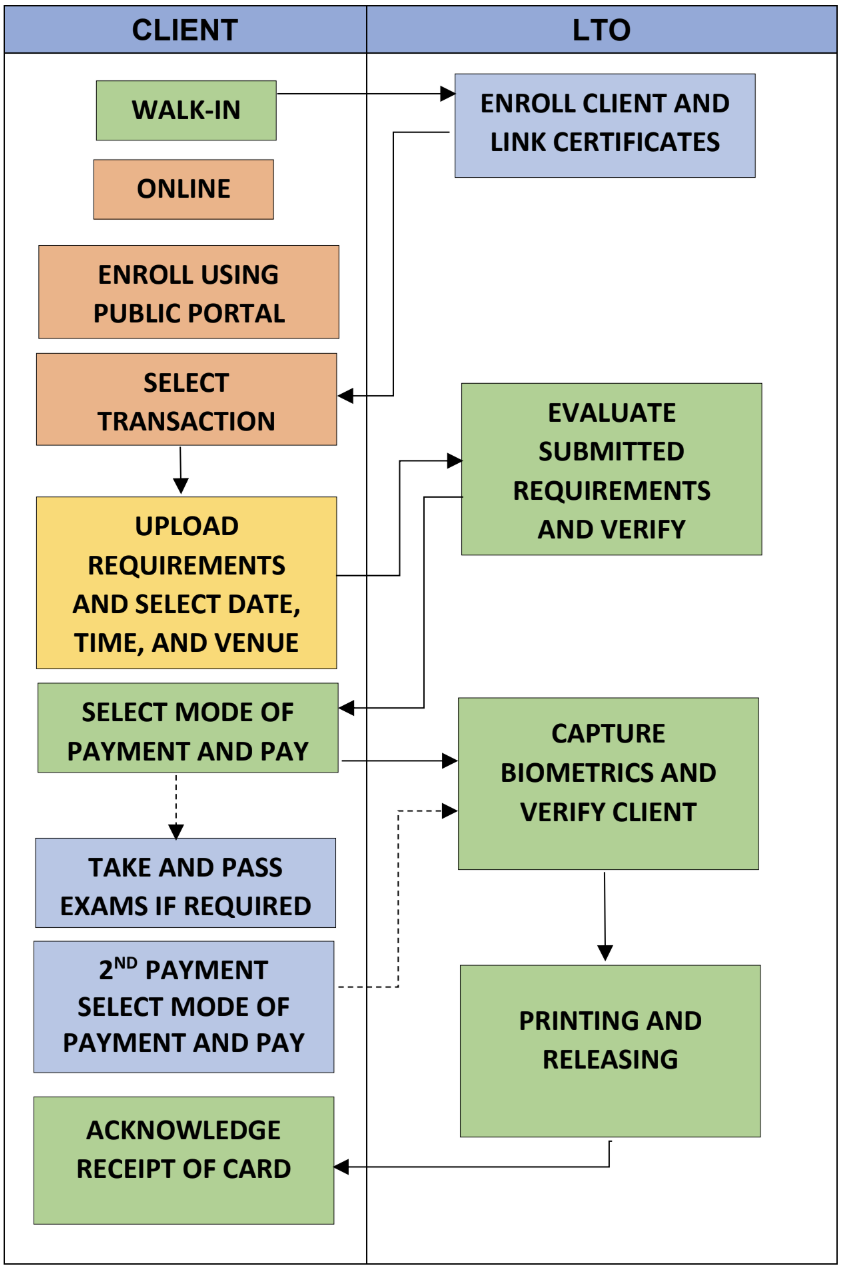 CLIENT
LTO
WALK-IN
ENROLL CLIENT AND
LINK CERTIFICATES
ONLINE
ENROLL USING
PUBLIC PORTAL
SELECT
TRANSACTION
EVALUATE
SUBMITTED
REQUIREMENTS
AND VERIFY
UPLOAD
REQUIREMENTS
AND SELECT DATE,
TIME, AND VENUE
SELECT MODE OF
PAYMENT AND PAY
CAPTURE
BIOMETRICS AND
VERIFY CLIENT
TAKE AND PASS
EXAMS IF REQUIRED
2ND PAYMENT
SELECT MODE OF
PAYMENT AND PAY
PRINTING AND
RELEASING
ACKNOWLEDGE
RECEIPT OF CARD